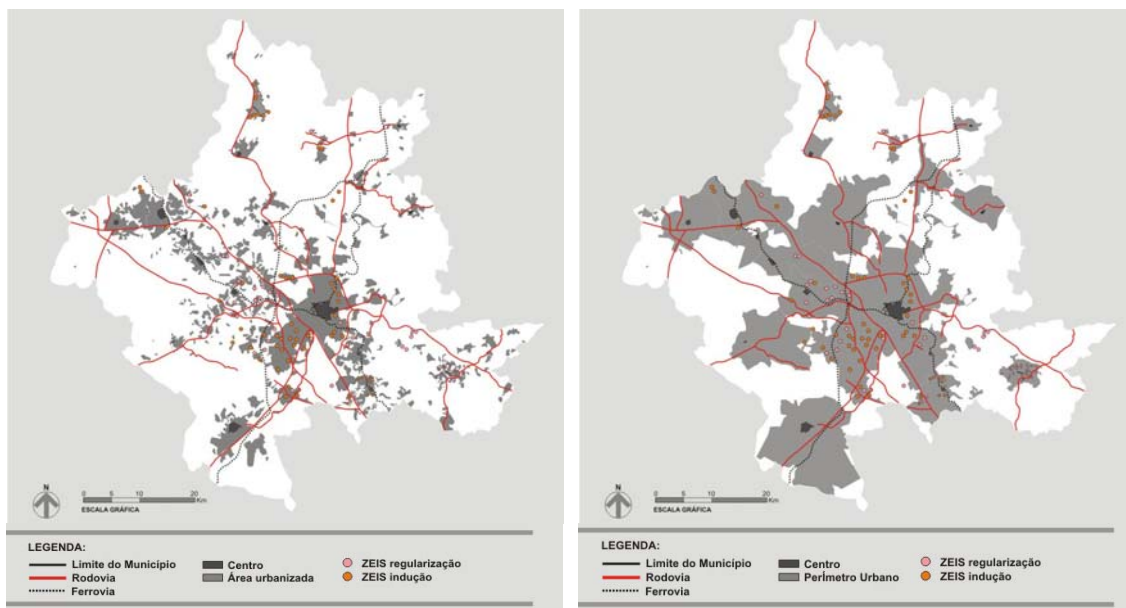 N
0 5 10 20
Km
ESCALA GRÁFICA
LEGENDA:
Limite do Município
Rodovia
Ferrovia
Centro
Área urbanizada
ZEIS regularização
ZEIS indução
N
0 5 10 20
Km
ESCALA GRÁFICA
LEGENDA:
Limite do Município
Rodovia
Ferrovia
Centro
Perímetro Urbano
ZEIS regularização
ZEIS indução